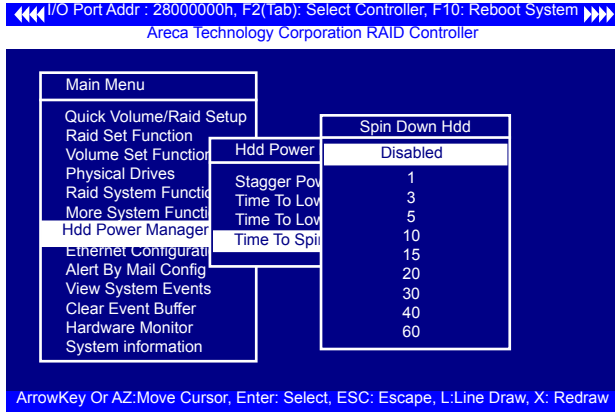 I/O Port Addr : 28000000h, F2(Tab): Select Controller, F10: Reboot System
Areca Technology Corporation RAID Controller
Main Menu
Quick Volume/Raid Setup
Raid Set Function
Volume Set Function
Physical Drives
Raid System Functio
More System Functi
Hdd Power Manager
Ethernet Configurati
Alert By Mail Config
View System Events
Clear Event Buffer
Hardware Monitor
System information
Hdd Power
Stagger Pow
Time To Low
Time To Low
Time To Spi
Spin Down Hdd
Disabled
1
3
5
10
15
20
30
40
60
ArrowKey Or AZ:Move Cursor, Enter: Select, ESC: Escape, L:Line Draw, X: Redraw